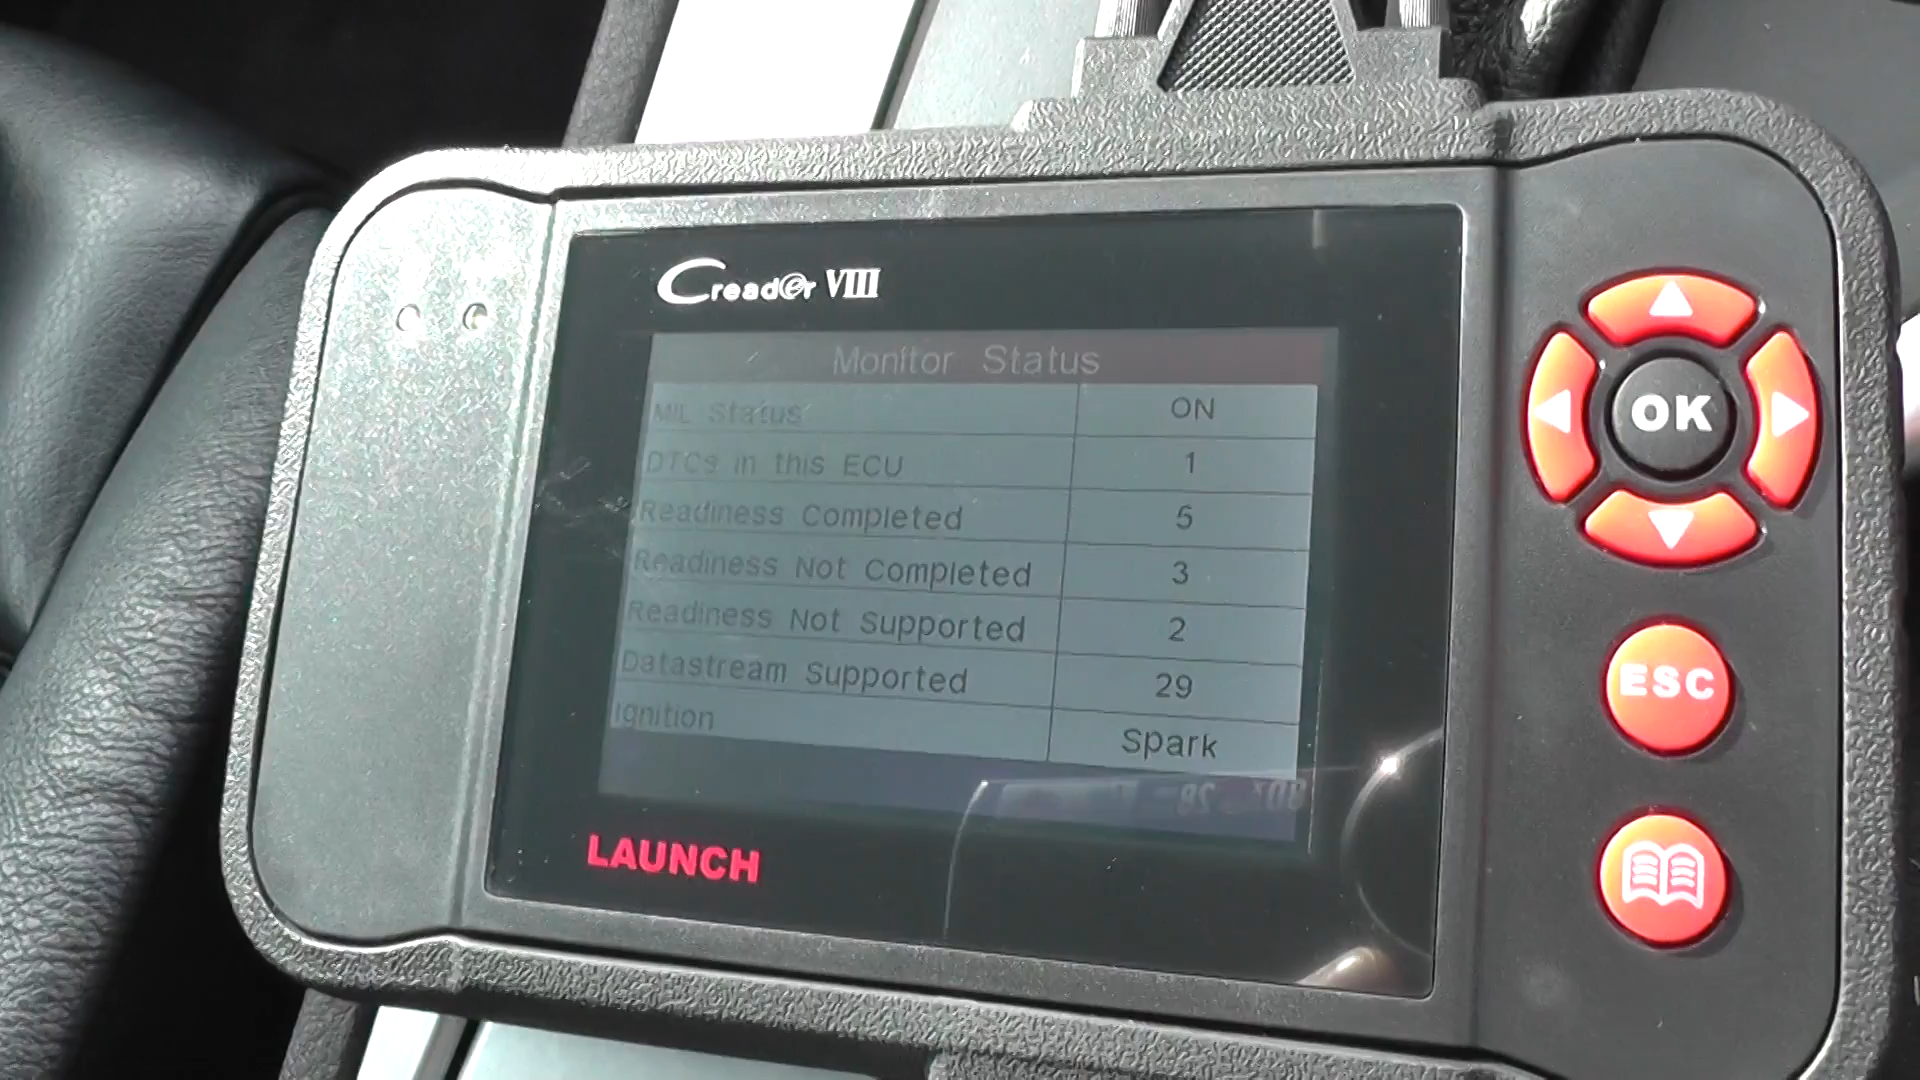 Creader VIII
Monitor Status
MIL Status ON
DTCs in this ECU 1
Readiness Completed 5
Readiness Not Completed 3
Readiness Not Supported 2
Datastream Supported 29
Ignition Spark
LAUNCH
OK
ESC